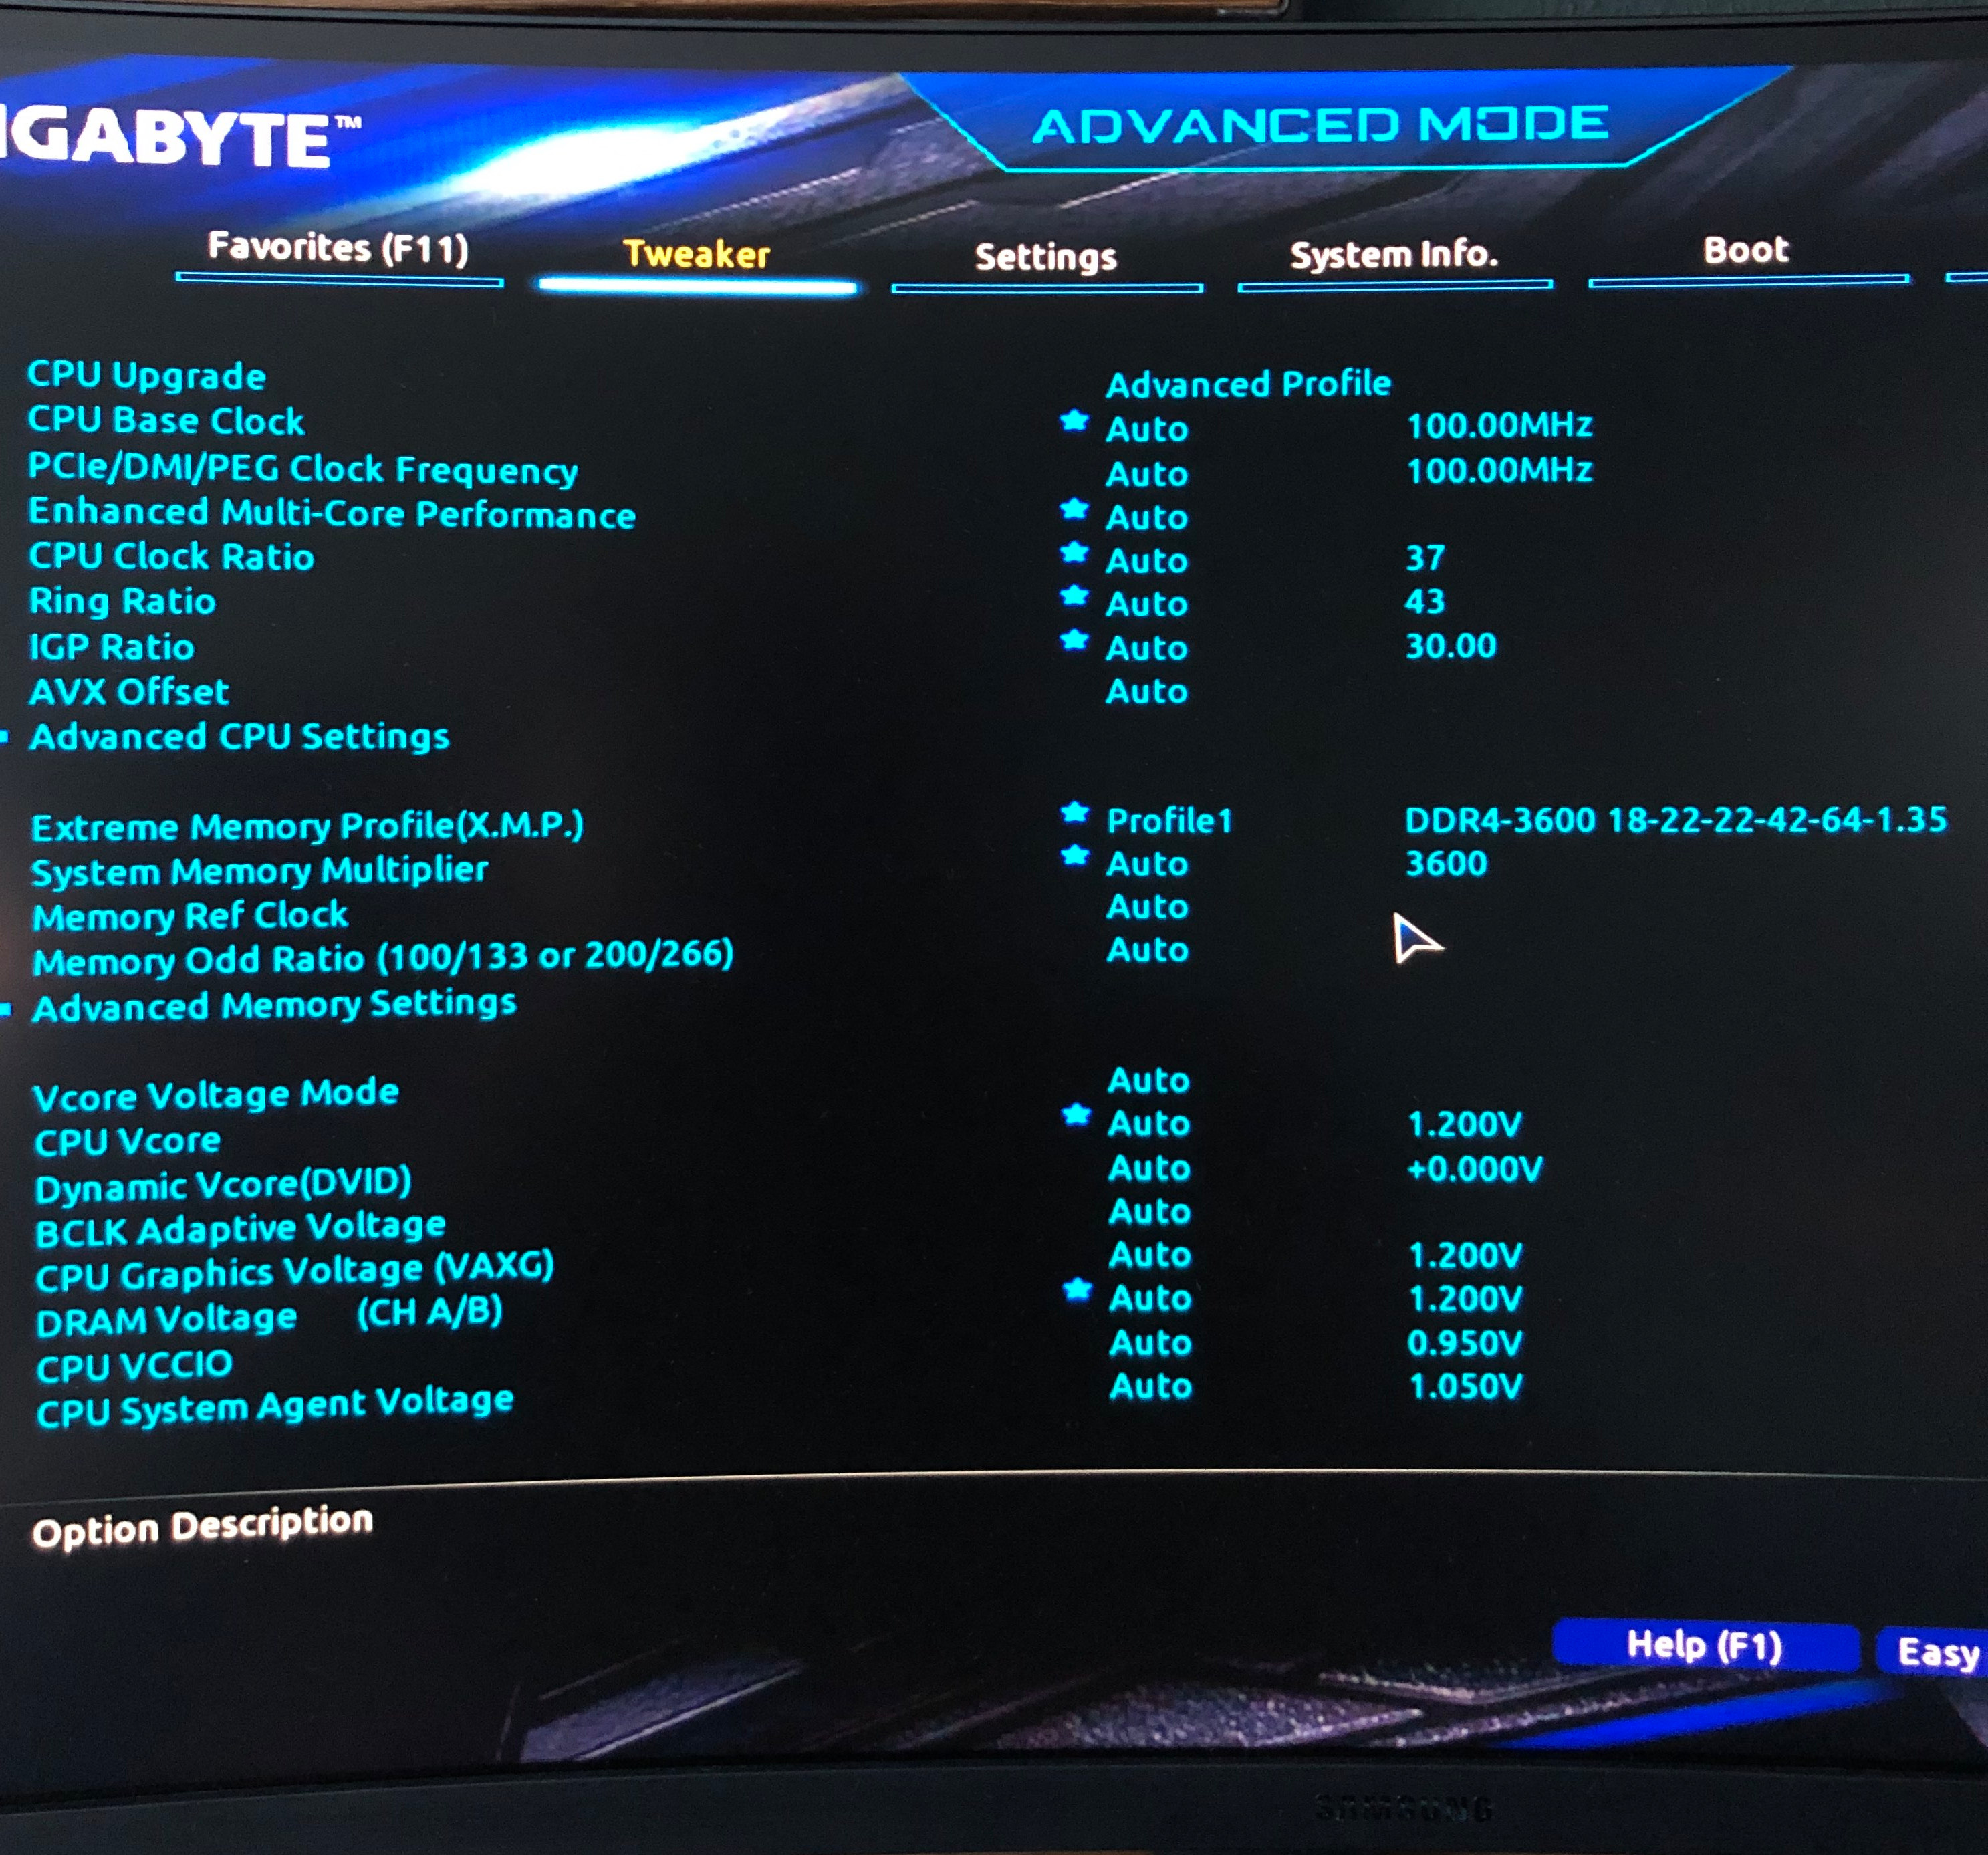 IGABYTE™
ADVANCED MODE
Favorites (F11) Tweaker Settings System Info. Boot
CPU Upgrade Advanced Profile
CPU Base Clock ★ Auto 100.00MHz
PCIe/DMI/PEG Clock Frequency Auto 100.00MHz
Enhanced Multi-Core Performance ★ Auto
CPU Clock Ratio ★ Auto 37
Ring Ratio ★ Auto 43
IGP Ratio ★ Auto 30.00
AVX Offset Auto
Advanced CPU Settings
Extreme Memory Profile(X.M.P.) ★ Profile1 DDR4-3600 18-22-22-42-64-1.35
System Memory Multiplier ★ Auto 3600
Memory Ref Clock Auto
Memory Odd Ratio (100/133 or 200/266) Auto
Advanced Memory Settings
Vcore Voltage Mode Auto
CPU Vcore ★ Auto 1.200V
Dynamic Vcore(DVID) Auto +0.000V
BCLK Adaptive Voltage Auto
CPU Graphics Voltage (VAXG) Auto 1.200V
DRAM Voltage (CH A/B) ★ Auto 1.200V
CPU VCCIO Auto 0.950V
CPU System Agent Voltage Auto 1.050V
Option Description
Help (F1) Easy
SAMSUNG